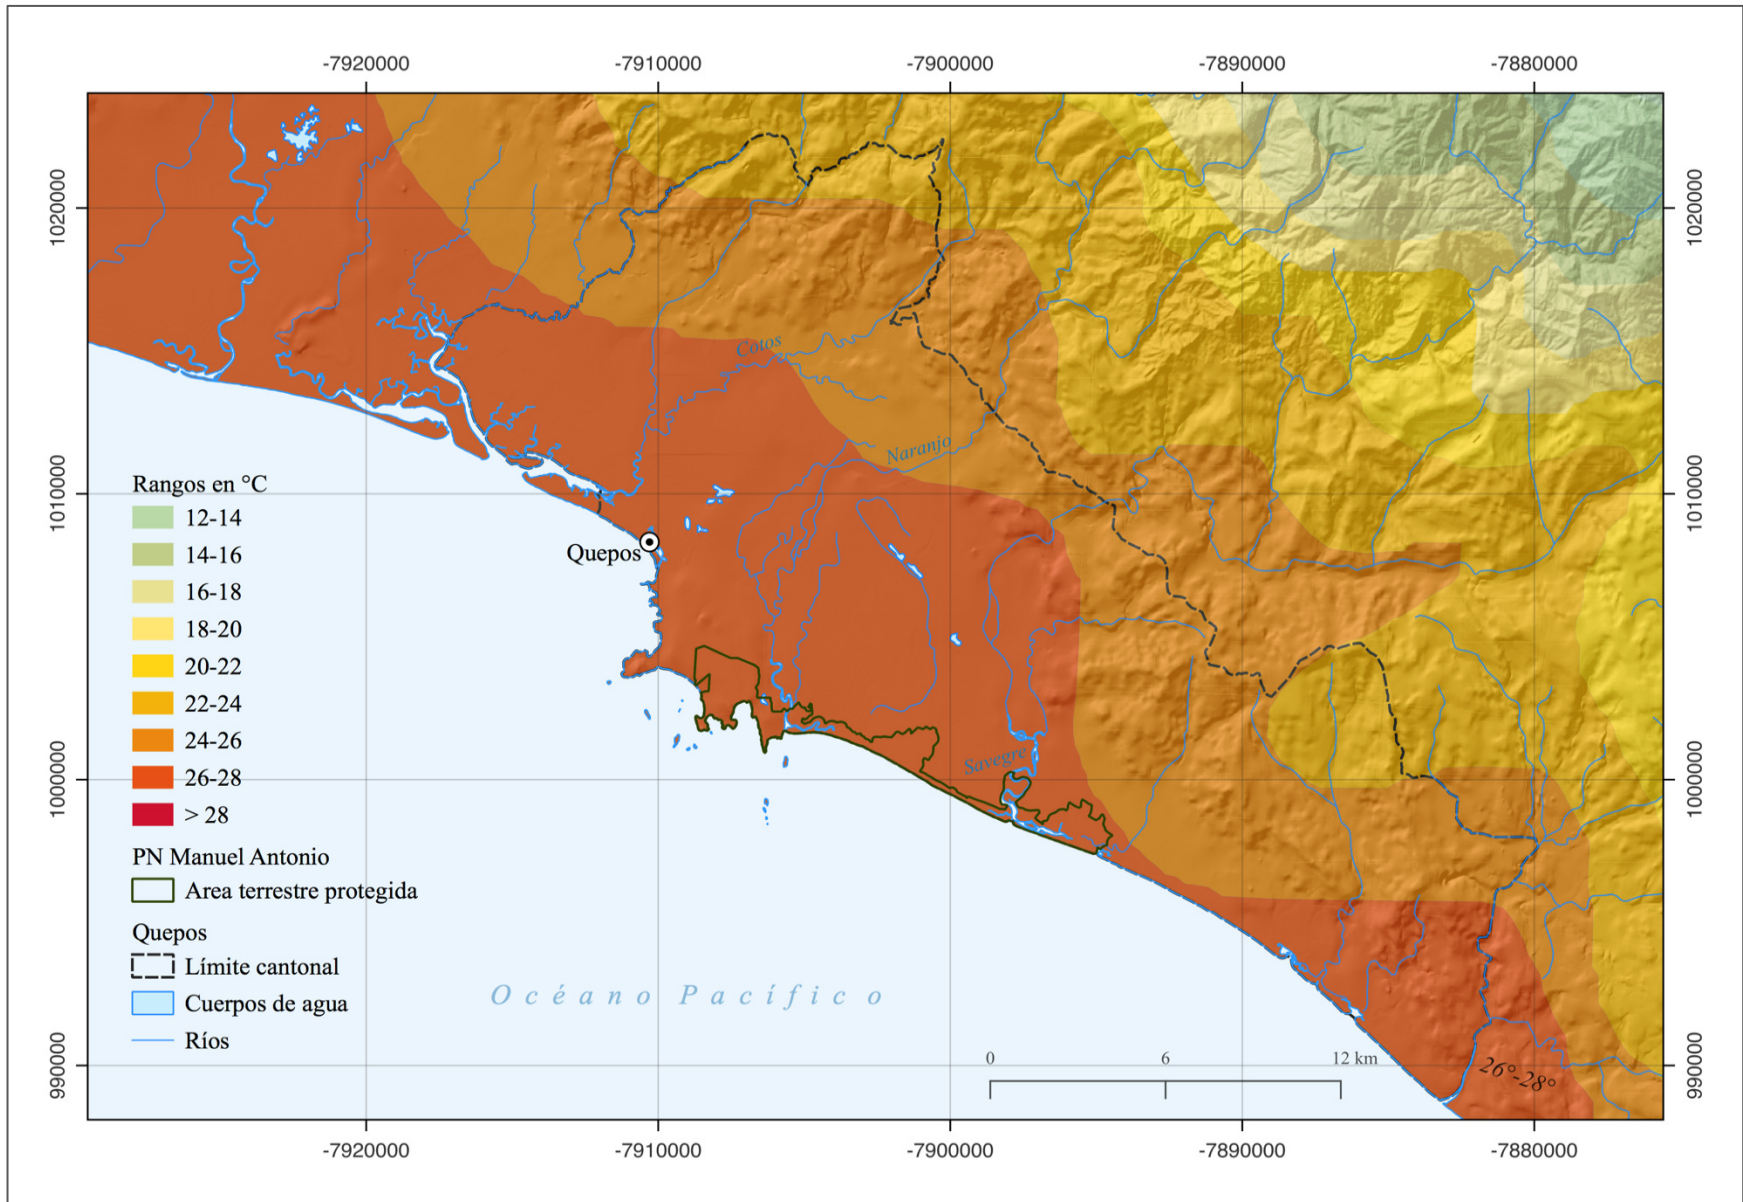 -7920000 -7910000 -7900000 -7890000 -7880000
1020000 1020000
Cotos
Naranjo
1010000 1010000
Rangos en °C
12-14
14-16
16-18
18-20
20-22
22-24
24-26
26-28
> 28
Quepos
Savegre
1000000 1000000
PN Manuel Antonio
Area terrestre protegida
Quepos
Límite cantonal
Cuerpos de agua
Ríos
Océano Pacífico
0 6 12 km
26°-28°
990000 990000
-7920000 -7910000 -7900000 -7890000 -7880000